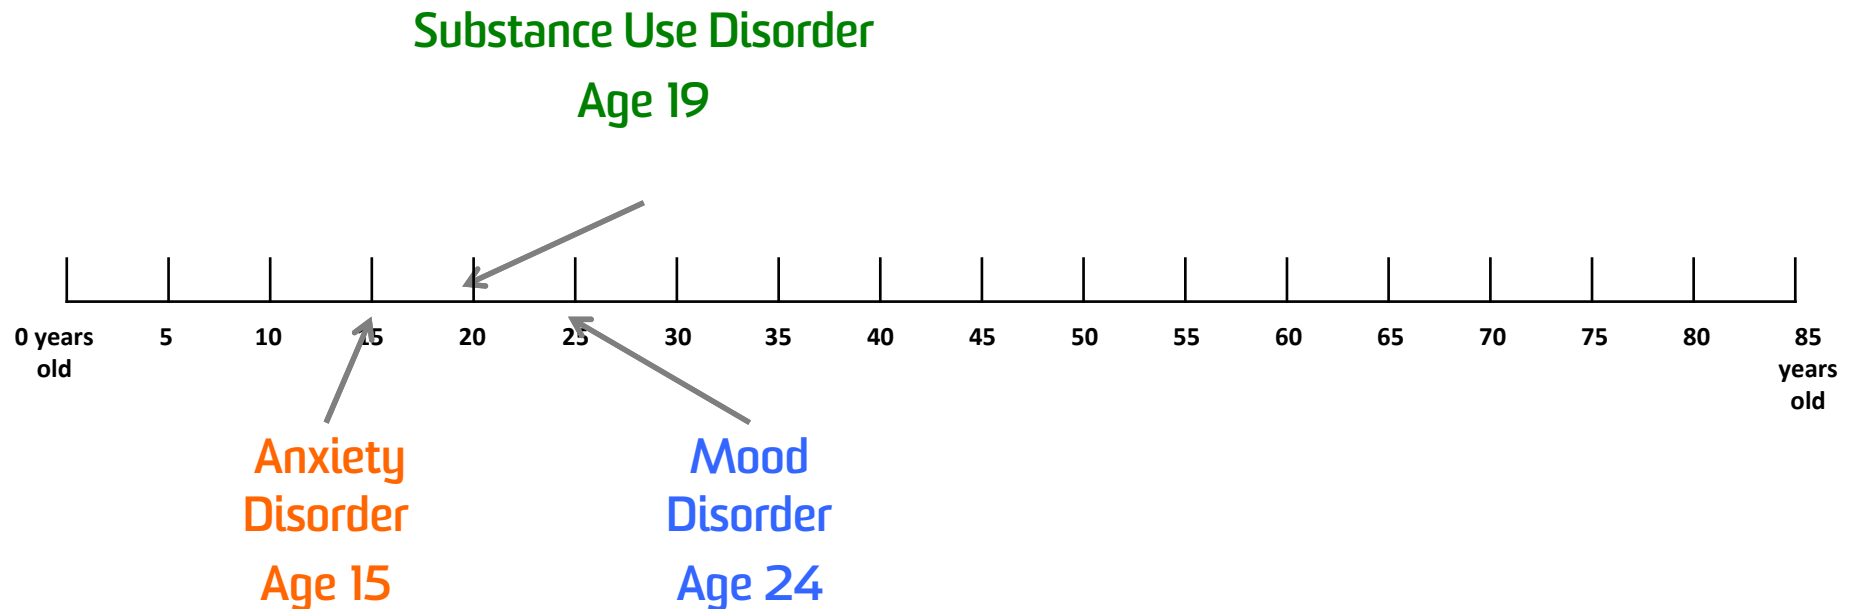 Substance Use Disorder
Age 19
0 years 5 10 15 20 25 30 35 40 45 50 55 60 65 70 75 80 85
old
years
old
Anxiety
Disorder
Age 15
Mood
Disorder
Age 24